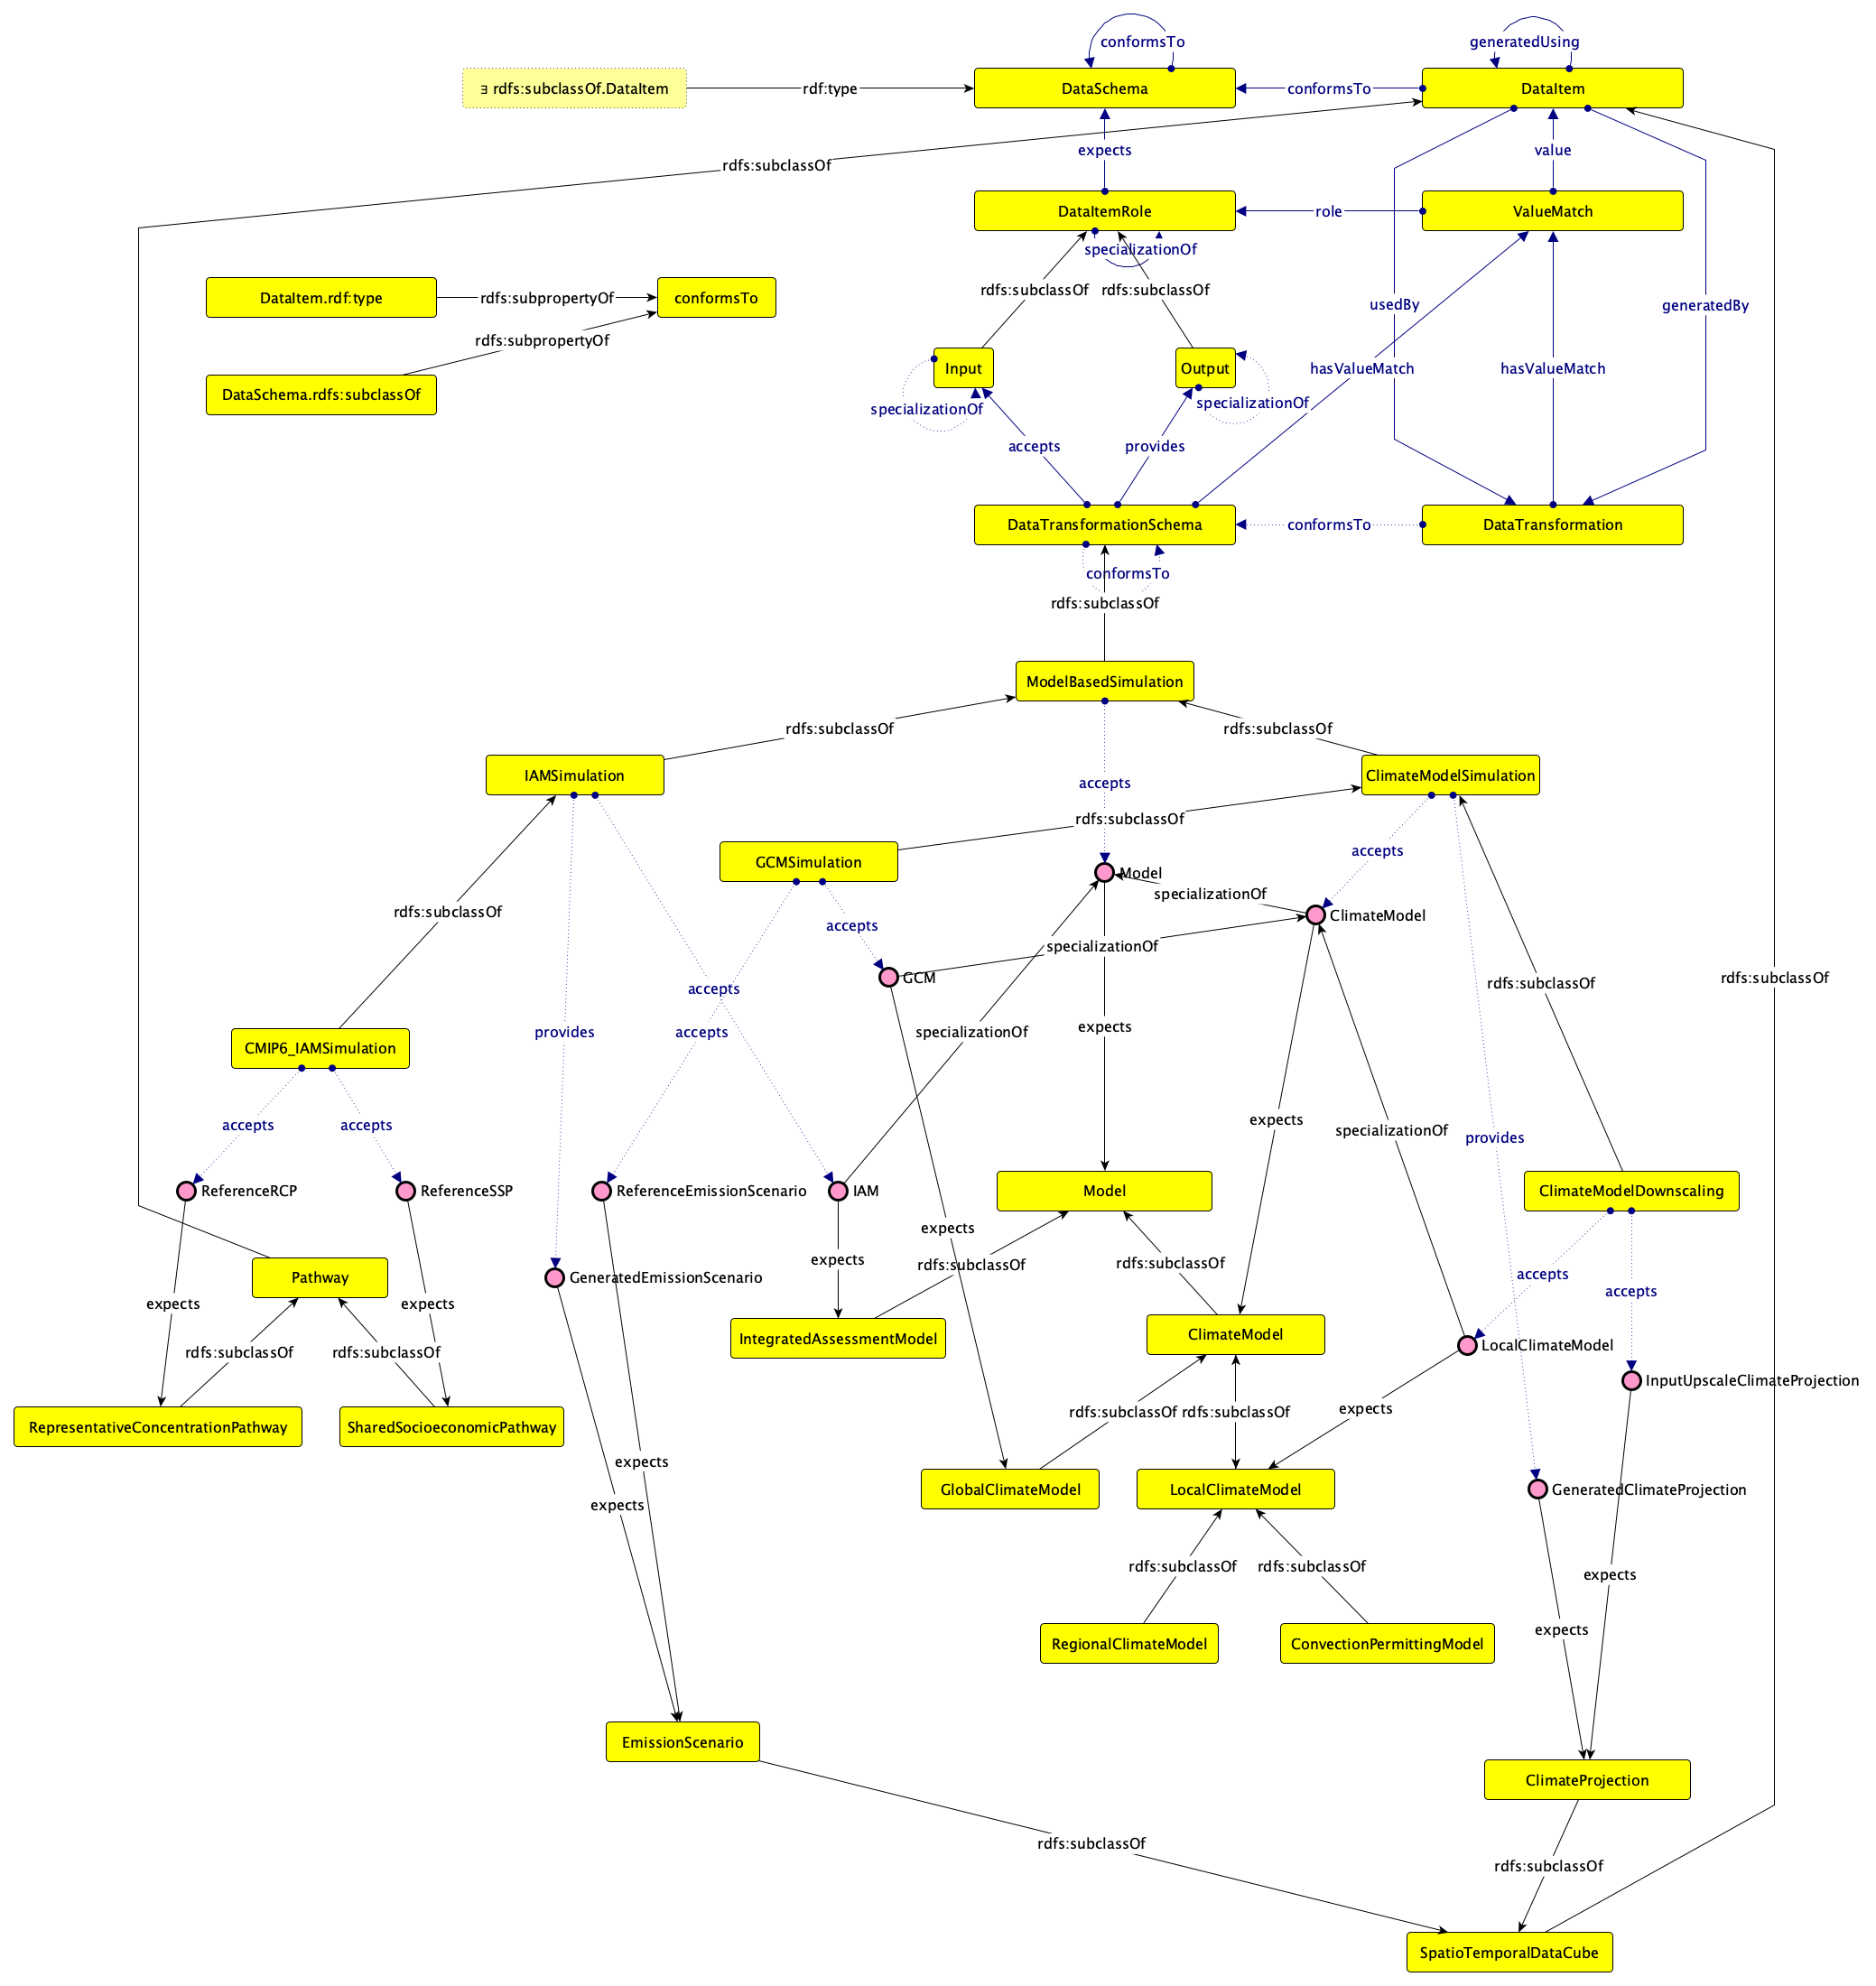 conformsTo
generatedUsing
∃ rdfs:subclassOf.DataItem
rdf:type
DataSchema
conformsTo
DataItem
expects
value
rdfs:subclassOf
DataItemRole
role
ValueMatch
specializationOf
rdfs:subclassOf
rdfs:subclassOf
DataItem.rdf:type
rdfs:subpropertyOf
conformsTo
usedBy
generatedBy
rdfs:subpropertyOf
Input
Output
hasValueMatch
hasValueMatch
DataSchema.rdfs:subclassOf
specializationOf
specializationOf
accepts
provides
DataTransformationSchema
conformsTo
DataTransformation
conformsTo
rdfs:subclassOf
ModelBasedSimulation
rdfs:subclassOf
rdfs:subclassOf
IAMSimulation
accepts
ClimateModelSimulation
rdfs:subclassOf
GCMSimulation
accepts
Model
specializationOf
rdfs:subclassOf
accepts
ClimateModel
specializationOf
GCM
rdfs:subclassOf
rdfs:subclassOf
accepts
provides
accepts
specializationOf
expects
CMIP6_IAMSimulation
accepts
accepts
expects
specializationOf
provides
ReferenceRCP
ReferenceSSP
ReferenceEmissionScenario
IAM
Model
ClimateModelDownscaling
expects
expects
rdfs:subclassOf
rdfs:subclassOf
Pathway
GeneratedEmissionScenario
accepts
accepts
expects
expects
IntegratedAssessmentModel
ClimateModel
LocalClimateModel
rdfs:subclassOf
rdfs:subclassOf
InputUpscaleClimateProjection
RepresentativeConcentrationPathway
SharedSocioeconomicPathway
rdfs:subclassOf
rdfs:subclassOf
expects
expects
GlobalClimateModel
LocalClimateModel
GeneratedClimateProjection
expects
rdfs:subclassOf
rdfs:subclassOf
expects
expects
RegionalClimateModel
ConvectionPermittingModel
EmissionScenario
ClimateProjection
rdfs:subclassOf
rdfs:subclassOf
SpatioTemporalDataCube